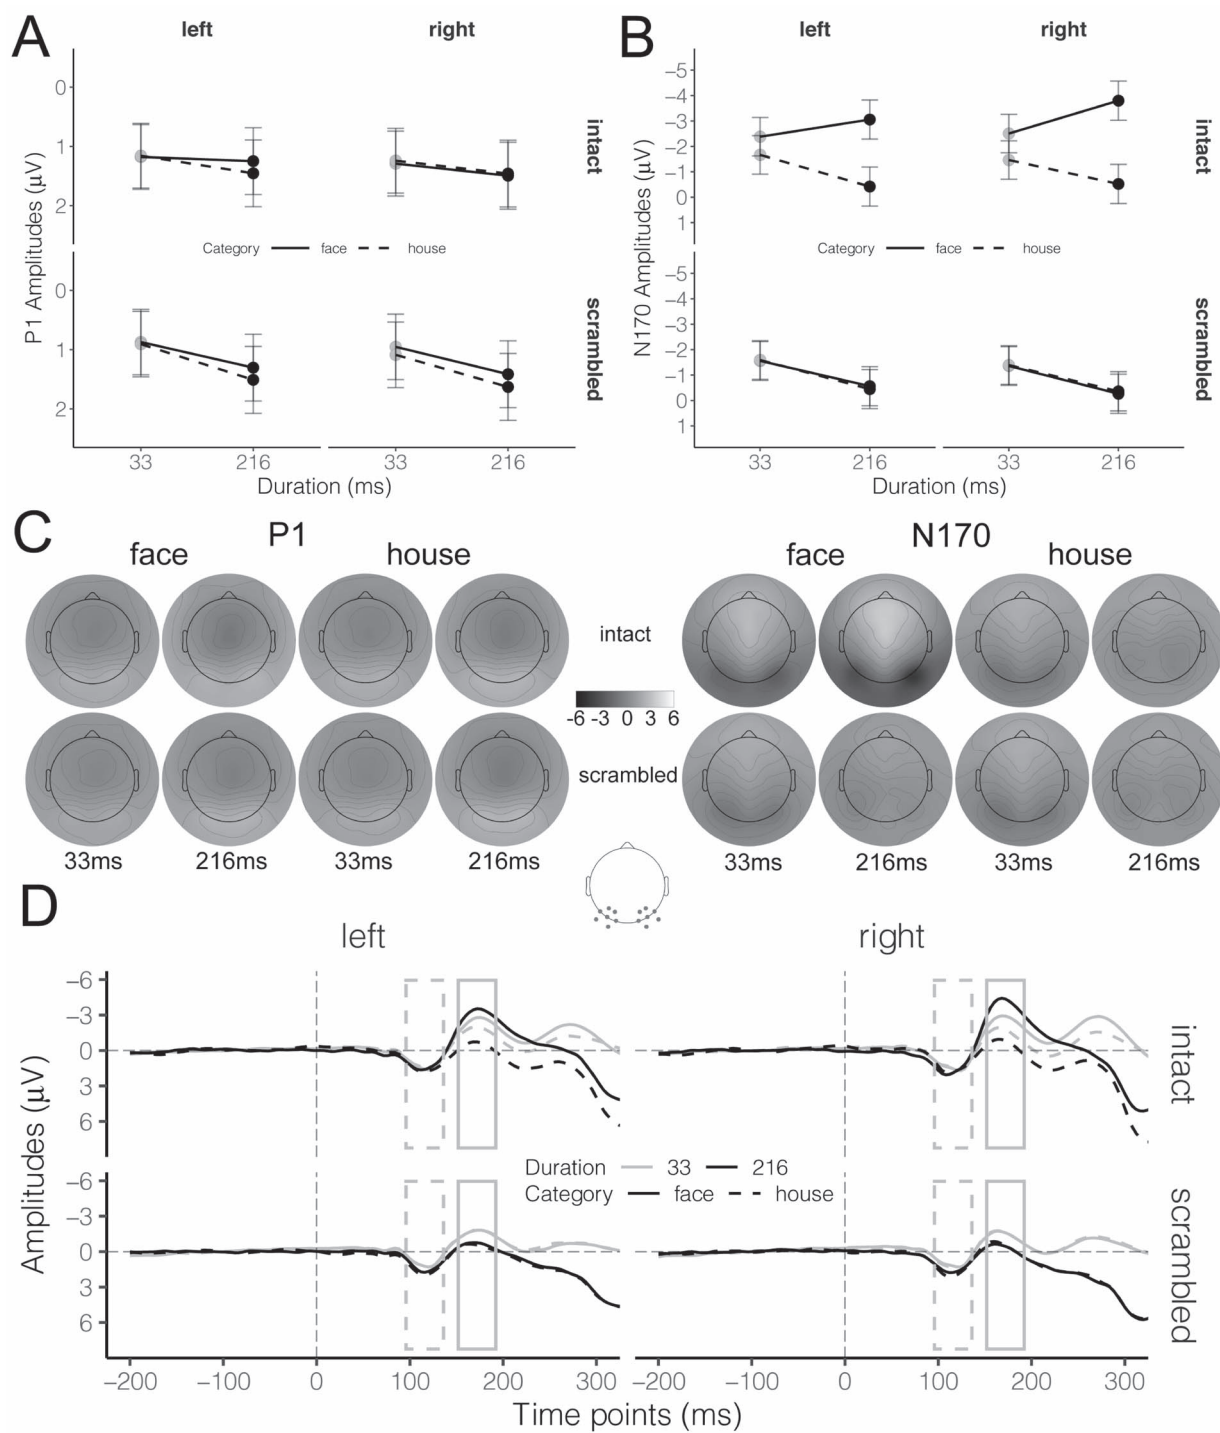 A
left
right
B
left
right
P1 Amplitudes (μV)
0
1
2
intact
Category face house
0
1
2
scrambled
33 216 33 216
Duration (ms)
N170 Amplitudes (μV)
−5
−4
−3
−2
−1
0
1
intact
Category face house
−5
−4
−3
−2
−1
0
1
scrambled
33 216 33 216
Duration (ms)
C
P1
face house
N170
face house
intact
-6 -3 0 3 6
scrambled
33ms 216ms 33ms 216ms
33ms 216ms 33ms 216ms
D
left right
Amplitudes (μV)
−6
−3
0
3
6
intact
Duration 33 216
Category face house
−6
−3
0
3
6
scrambled
−200 −100 0 100 200 300 −200 −100 0 100 200 300
Time points (ms)